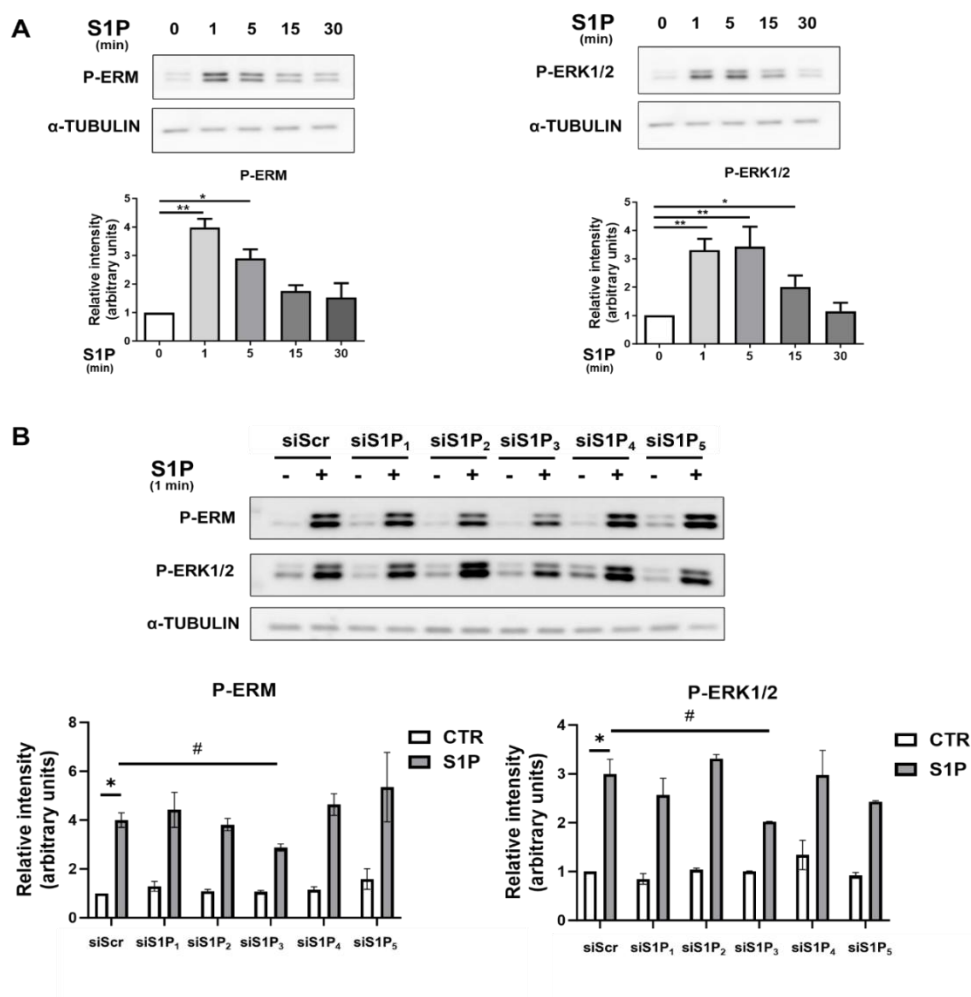 A
S1P 0 1 5 15 30
(min)
P-ERM
α-TUBULIN
P-ERM
Relative intensity
(arbitrary units)
5
4
3
2
1
0
*
**
S1P 0 1 5 15 30
(min)
S1P 0 1 5 15 30
(min)
P-ERK1/2
α-TUBULIN
P-ERK1/2
Relative intensity
(arbitrary units)
5
4
3
2
1
0
*
**
**
S1P 0 1 5 15 30
(min)
B
siScr siS1P₁ siS1P₂ siS1P₃ siS1P₄ siS1P₅
S1P - + - + - + - + - + - +
(1 min)
P-ERM
P-ERK1/2
α-TUBULIN
P-ERM
Relative intensity
(arbitrary units)
8
6
4
2
0
#
*
CTR
S1P
siScr siS1P₁ siS1P₂ siS1P₃ siS1P₄ siS1P₅
P-ERK1/2
Relative intensity
(arbitrary units)
4
3
2
1
0
#
*
CTR
S1P
siScr siS1P₁ siS1P₂ siS1P₃ siS1P₄ siS1P₅